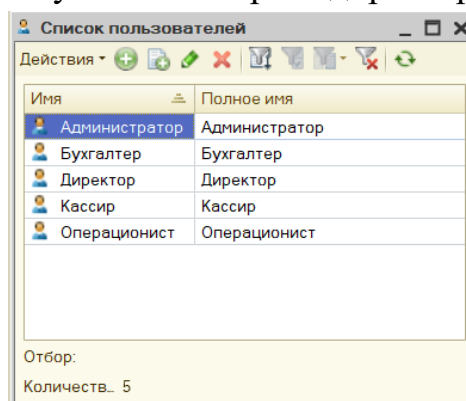 Список пользователей
Действия
Имя Полное имя
Администратор Администратор
Бухгалтер Бухгалтер
Директор Директор
Кассир Кассир
Операционист Операционист
Отбор:
Количеств... 5